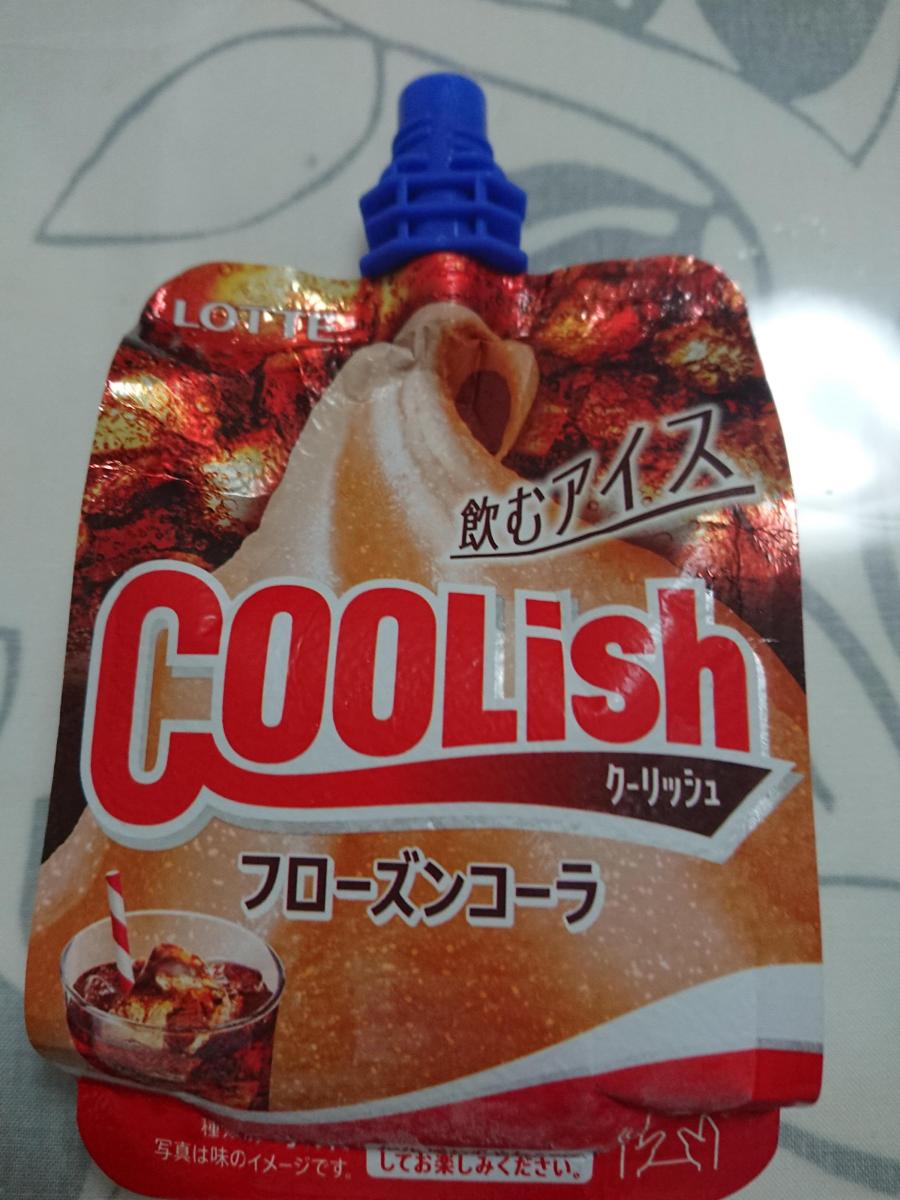 LOTTE
飲むアイス
COOLish
クーリッシュ
フローズンコーラ
写真は味のイメージです。
してお楽しみください。